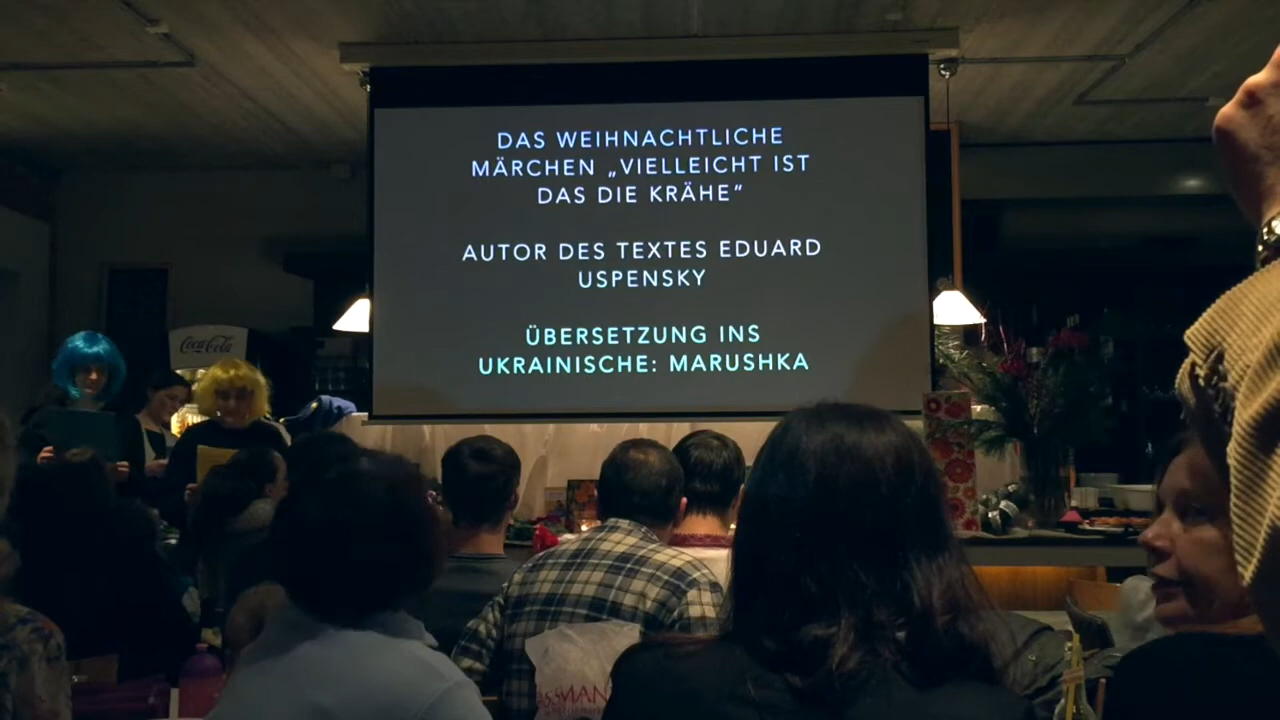 DAS WEIHNACHTLICHE
MÄRCHEN „VIELLEICHT IST
DAS DIE KRÄHE“
AUTOR DES TEXTES EDUARD
USPENSKY
ÜBERSETZUNG INS
UKRAINISCHE: MARUSHKA
Coca-Cola